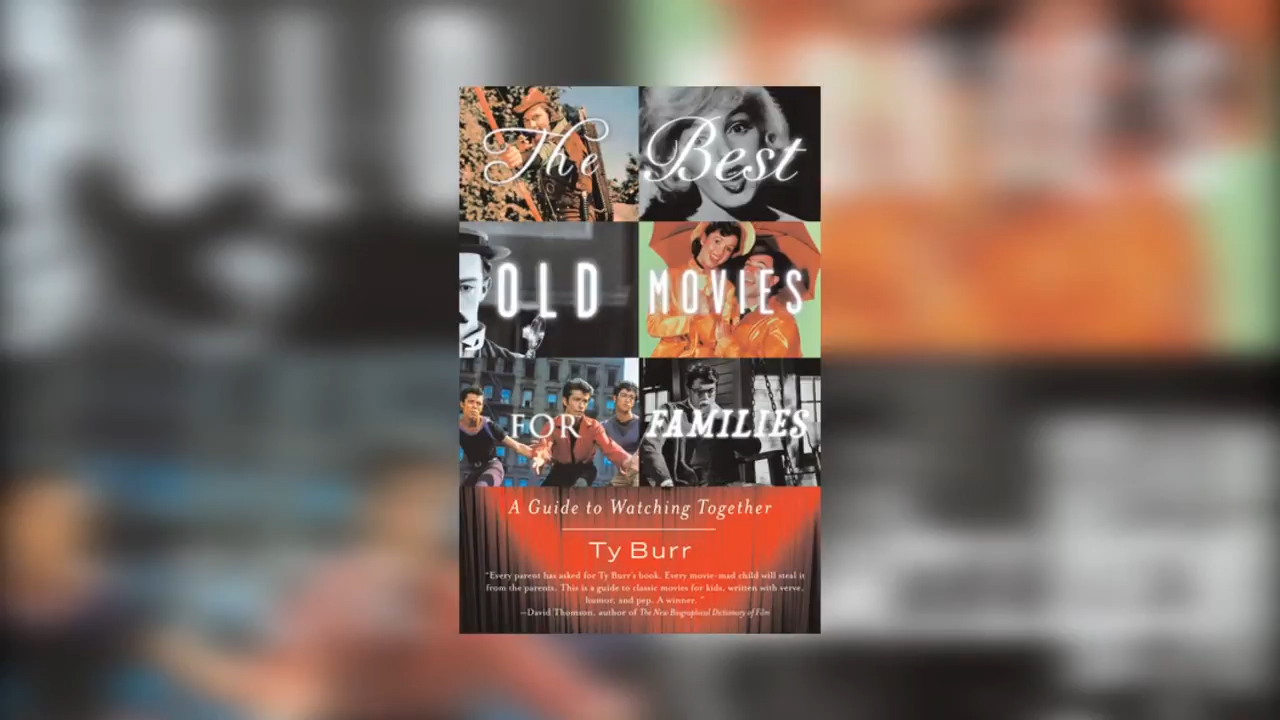 The Best
OLD MOVIES
FOR FAMILIES
A Guide to Watching Together
Ty Burr
"Every parent has asked for Ty Burr's book. Every movie-mad child will steal it
from the parents. This is a guide to classic movies for kids, written with verve,
humor, and pep. A winner."
—David Thomson, author of The New Biographical Dictionary of Film